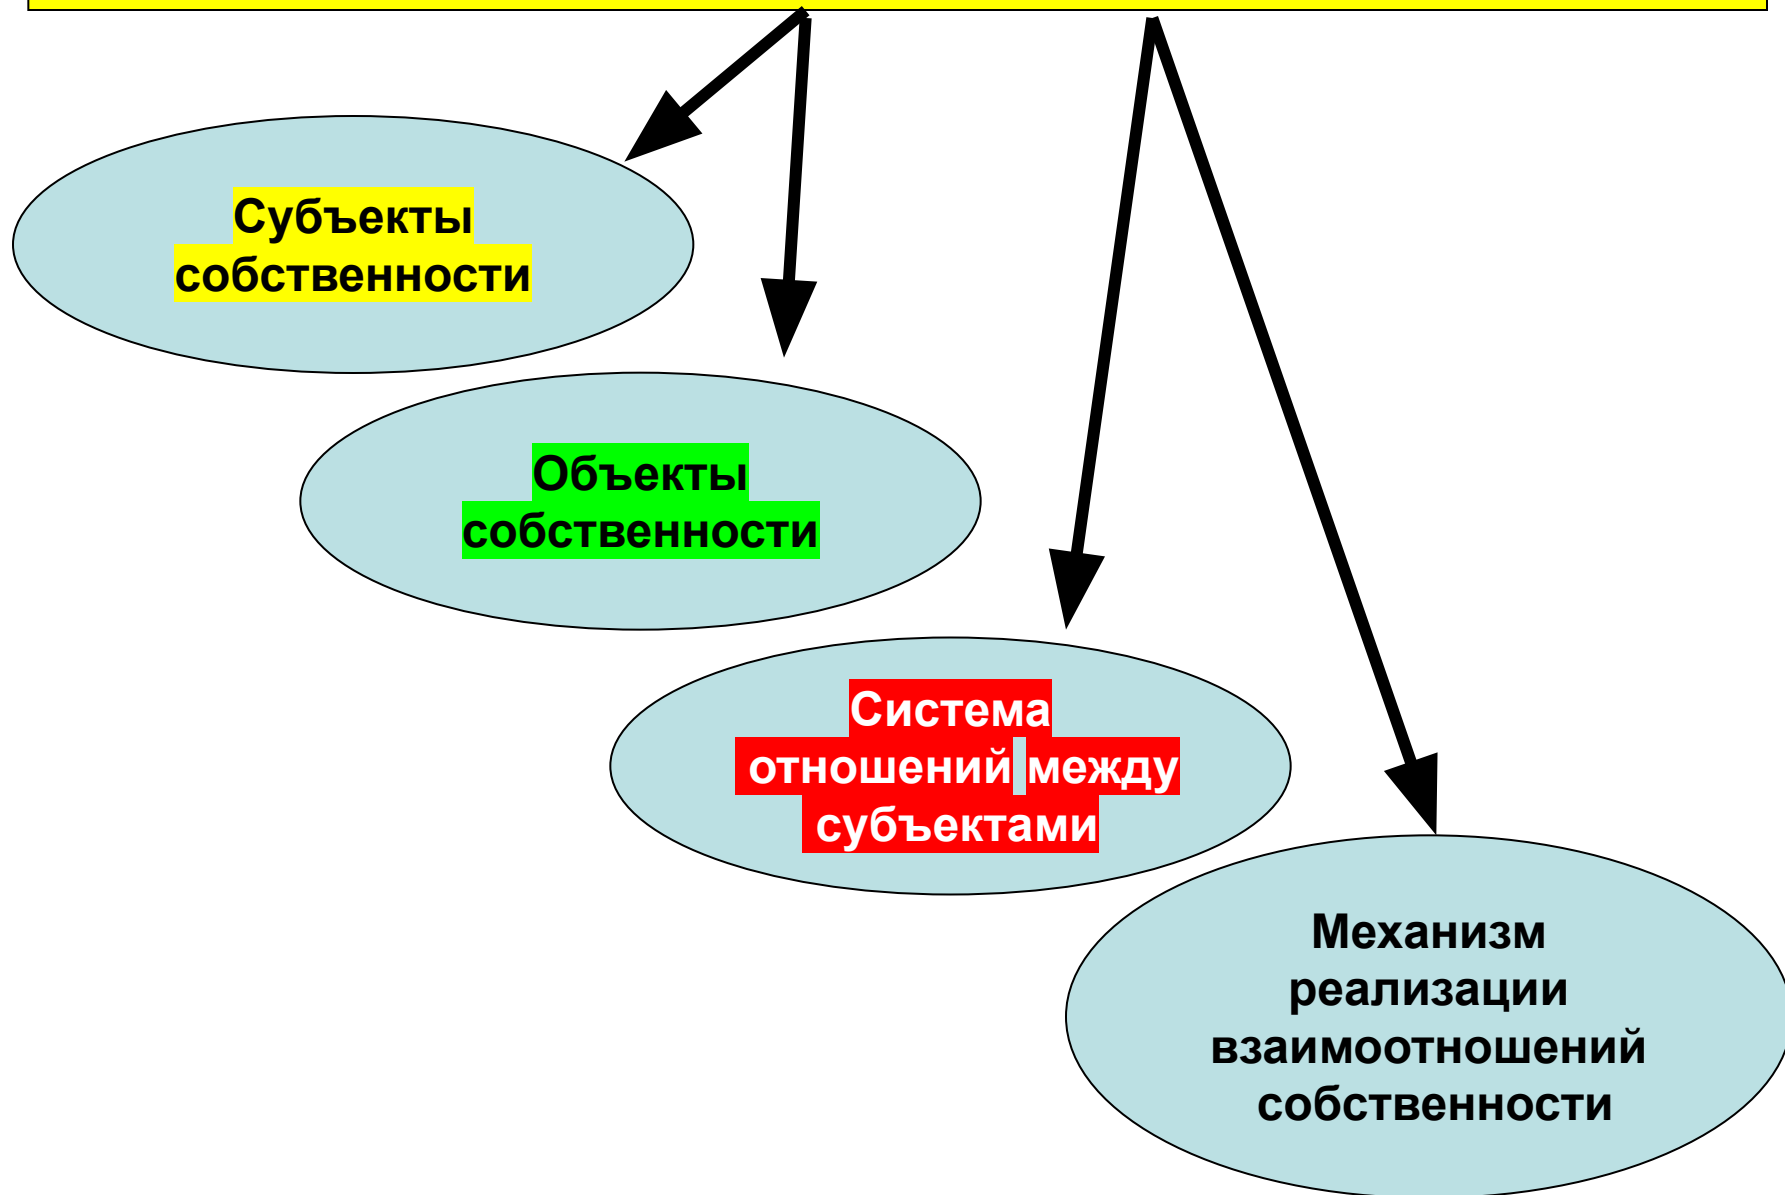 Субъекты
собственности
Объекты
собственности
Система
отношений между
субъектами
Механизм
реализации
взаимоотношений
собственности